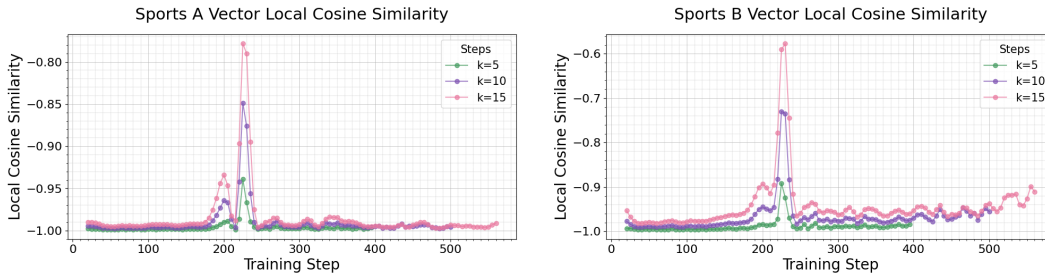 Sports A Vector Local Cosine Similarity
Local Cosine Similarity
−0.80
−0.85
−0.90
−0.95
−1.00
Steps
k=5
k=10
k=15
0 100 200 300 400 500
Training Step
Sports B Vector Local Cosine Similarity
Local Cosine Similarity
−0.6
−0.7
−0.8
−0.9
−1.0
Steps
k=5
k=10
k=15
0 100 200 300 400 500
Training Step